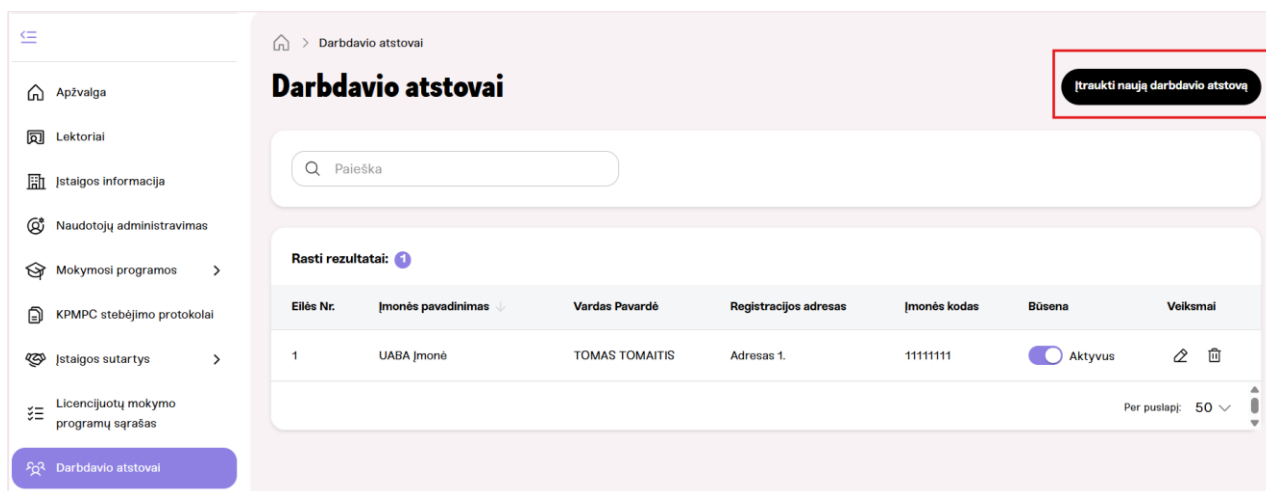 Darbdavio atstovai
Darbdavio atstovai
Įtraukti naują darbdavio atstovą
Apžvalga
Lektoriai
Įstaigos informacija
Naudotojų administravimas
Mokymosi programos
KPMPC stebėjimo protokolai
Įstaigos sutartys
Licencijuotų mokymo
programų sąrašas
Darbdavio atstovai
Paieška
Rasti rezultatai: 1
Eilės Nr. Įmonės pavadinimas Vardas Pavardė Registracijos adresas Įmonės kodas Būsena Veiksmai
1 UABA Įmonė TOMAS TOMAITIS Adresas 1. 11111111 Aktyvus
Per puslapį: 50